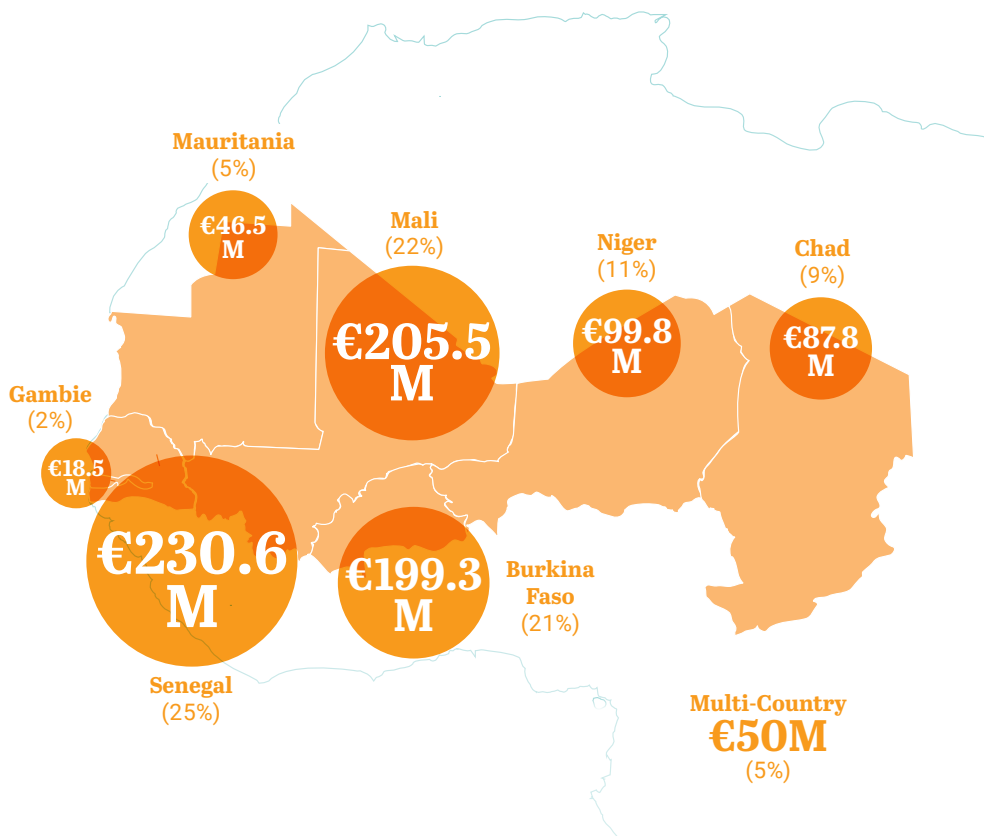 Mauritania
(5%)
€46.5
M
Mali
(22%)
€205.5
M
Niger
(11%)
€99.8
M
Chad
(9%)
€87.8
M
Gambie
(2%)
€18.5
M
€230.6
M
Senegal
(25%)
€199.3
M
Burkina
Faso
(21%)
Multi-Country
€50M
(5%)